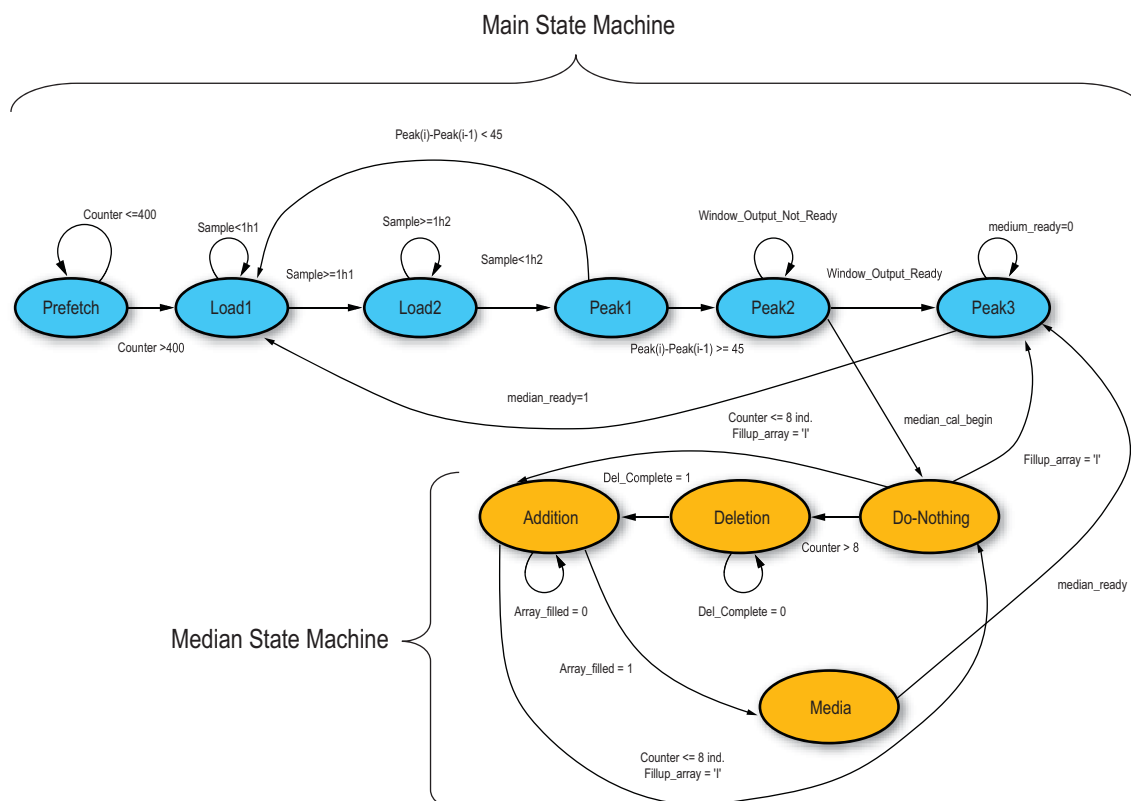 Main State Machine
Peak(i)-Peak(i-1) < 45
Counter <=400
Sample<1h1
Sample>=1h2
Window_Output_Not_Ready
medium_ready=0
Sample>=1h1
Sample<1h2
Window_Output_Ready
Prefetch
Load1
Load2
Peak1
Peak2
Peak3
Counter >400
Peak(i)-Peak(i-1) >= 45
median_ready=1
Counter <= 8 ind.
Fillup_array = 'I'
median_cal_begin
Fillup_array = 'I'
Del_Complete = 1
Addition
Deletion
Do-Nothing
Counter > 8
Array_filled = 0
Del_Complete = 0
median_ready
Median State Machine
Array_filled = 1
Media
Counter <= 8 ind.
Fillup_array = 'I'